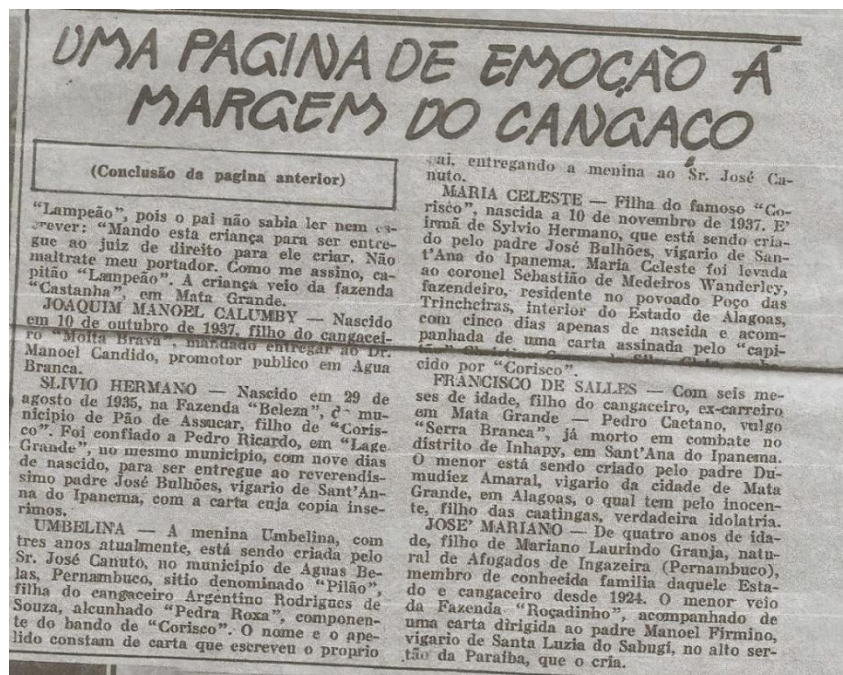 UMA PAGINA DE EMOÇÃO Á
MARGEM DO CANGAÇO
(Conclusão da pagina anterior)
"Lampeão", pois o pai não sabia ler nem es-
crever: "Mando esta criança para ser entre-
gue ao juiz de direito para ele criar. Não
maltrate meu portador. Como me assino, ca-
pitão "Lampeão". A criança veio da fazenda
"Castanha", em Mata Grande.
JOAQUIM MANOEL CALUMBY — Nascido
em 10 de outubro de 1937, filho do cangacei-
ro "Moita Brava", mandado entregar ao Dr.
Manoel Candido, promotor publico em Agua
Branca.
SLIVIO HERMANO — Nascido em 29 de
agosto de 1935, na Fazenda "Beleza", do mu-
nicipio de Pão de Assucar, filho de "Coris-
co". Foi confiado a Pedro Ricardo, em "Lage
Grande", no mesmo municipio, com nove dias
de nascido, para ser entregue ao reverendis-
simo padre José Bulhões, vigario de Sant'An-
na do Ipanema, com a carta cuja copia inse-
rimos.
UMBELINA — A menina Umbelina, com
tres anos atualmente, está sendo criada pelo
Sr. José Canuto, no municipio de Aguas Be-
las, Pernambuco, sitio denominado "Pilão",
filha do cangaceiro Argentino Rodrigues de
Souza, alcunhado "Pedra Roxa", componen-
te do bando de "Corisco". O nome e o ape-
lido constam de carta que escreveu o proprio
pai, entregando a menina ao Sr. José Ca-
nuto.
MARIA CELESTE — Filha do famoso "Co-
risco", nascida a 10 de novembro de 1937. E'
irmã de Sylvio Hermano, que está sendo cria-
do pelo padre José Bulhões, vigario de San-
t'Ana do Ipanema. Maria Celeste foi levada
ao coronel Sebastião de Medeiros Wanderley,
fazendeiro, residente no povoado Poço das
Trincheiras, interior do Estado de Alagoas,
com cinco dias apenas de nascida e acom-
panhada de uma carta assinada pelo "capi-
tão"
cido por "Corisco".
FRANCISCO DE SALLES — Com seis me-
ses de idade, filho do cangaceiro, ex-carreiro
em Mata Grande — Pedro Caetano, vulgo
"Serra Branca", já morto em combate no
distrito de Inhapy, em Sant'Ana do Ipanema.
O menor está sendo criado pelo padre Du-
mudiez Amaral, vigario da cidade de Mata
Grande, em Alagoas, o qual tem pelo inocen-
te, filho das caatingas, verdadeira idolatria.
JOSE' MARIANO — De quatro anos de ida-
de, filho de Mariano Laurindo Granja, natu-
ral de Afogados de Ingazeira (Pernambuco),
membro de conhecida familia daquele Esta-
do e cangaceiro desde 1924. O menor veio
da Fazenda "Roçadinho", acompanhado de
uma carta dirigida ao padre Manoel Firmino,
vigario de Santa Luzia do Sabugi, no alto ser-
tão da Paraiba, que o cria.